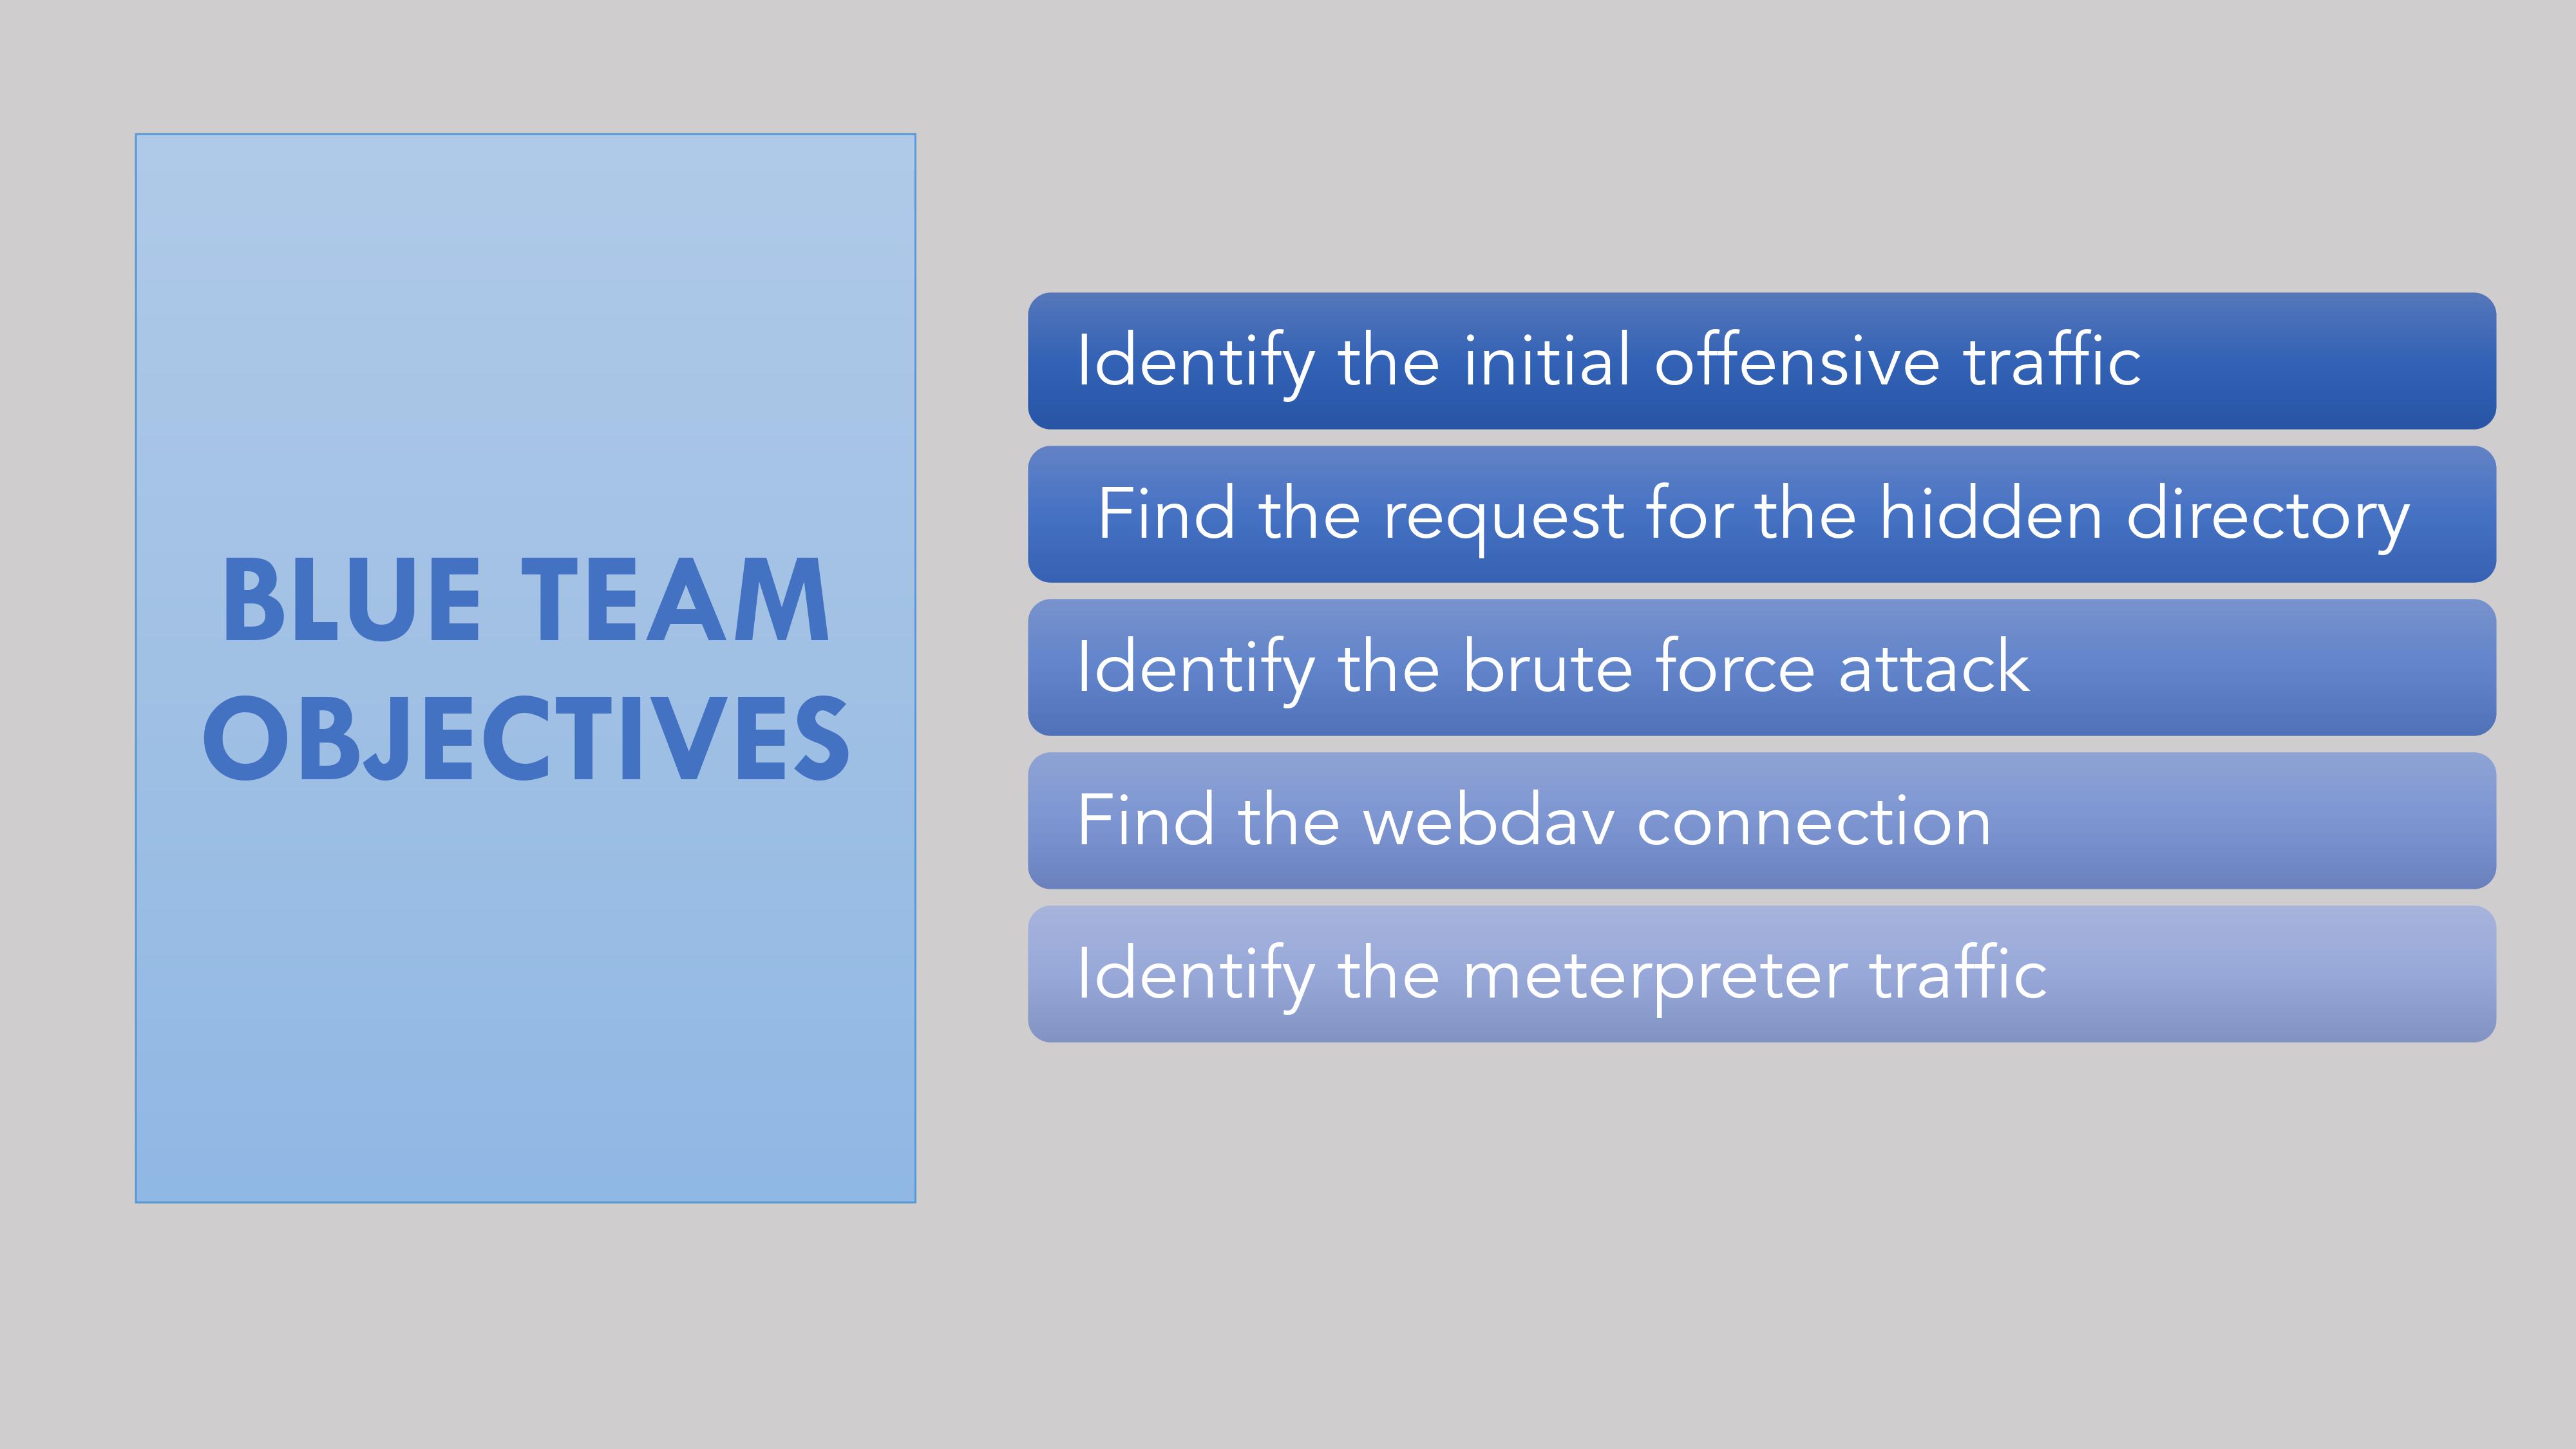 BLUE TEAM
OBJECTIVES
Identify the initial offensive traffic
Find the request for the hidden directory
Identify the brute force attack
Find the webdav connection
Identify the meterpreter traffic